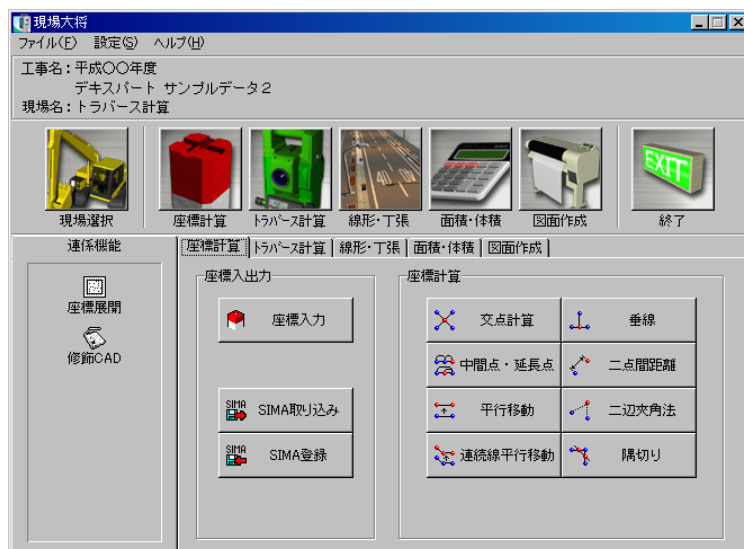 現場大将
ファイル(F) 設定(S) ヘルプ(H)
工事名：平成〇〇年度
デキスパート サンプルデータ2
現場名：トラバース計算
現場選択 座標計算 トラバース計算 線形・丁張 面積・体積 図面作成 終了
EXIT
連係機能
座標計算 トラバース計算 線形・丁張 面積・体積 図面作成
座標展開
修飾CAD
座標入出力
座標入力
SIMA SIMA取り込み
SIMA SIMA登録
座標計算
交点計算 垂線
中間点・延長点 二点間距離
平行移動 二辺夾角法
連続線平行移動 隅切り